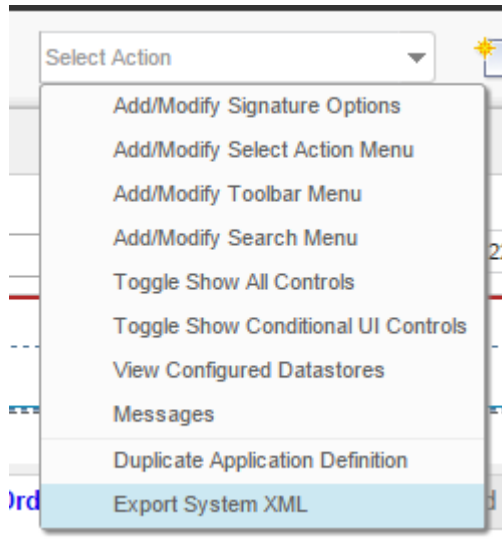 Select Action
Add/Modify Signature Options
Add/Modify Select Action Menu
Add/Modify Toolbar Menu
Add/Modify Search Menu
Toggle Show All Controls
Toggle Show Conditional UI Controls
View Configured Datastores
Messages
Duplicate Application Definition
Export System XML